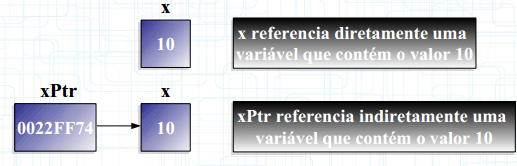 x
10
x referencia diretamente uma
variável que contém o valor 10
xPtr
x
0022FF74
10
xPtr referencia indiretamente uma
variável que contém o valor 10